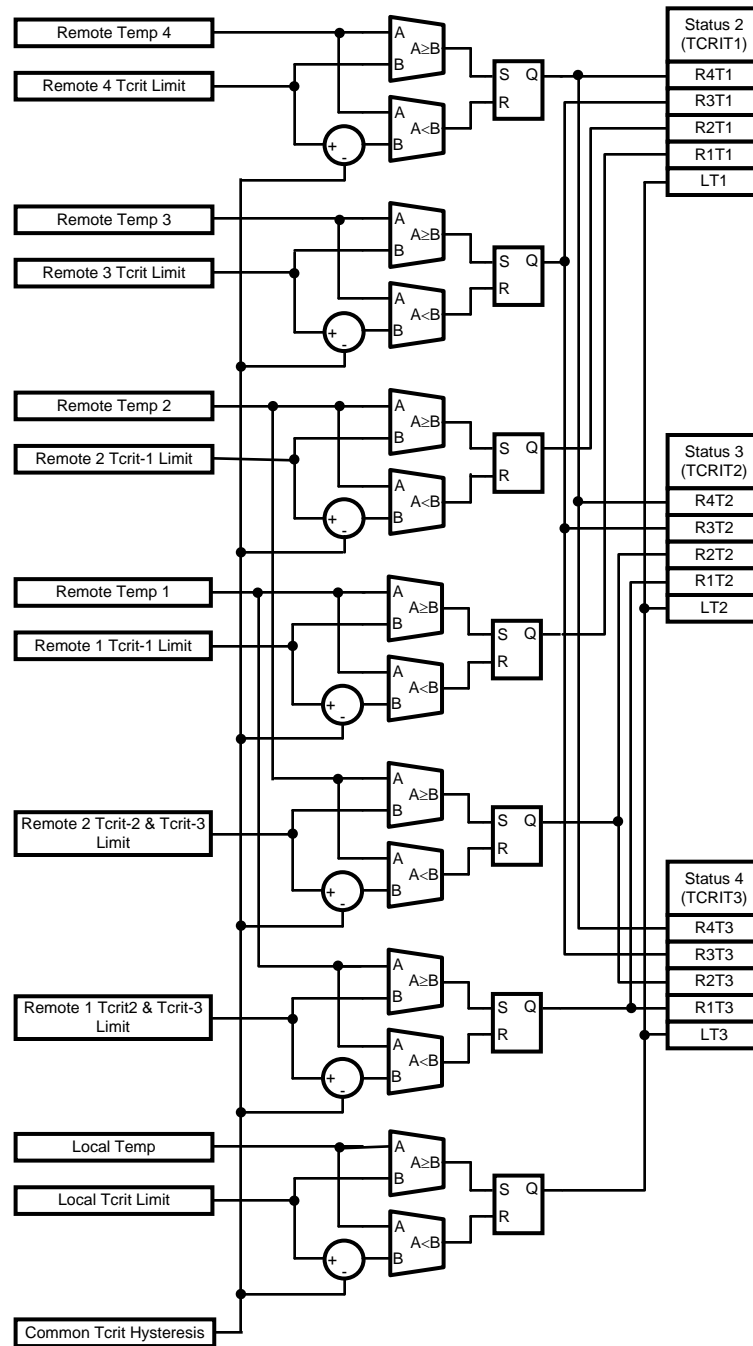 Remote Temp 4
Remote 4 Tcrit Limit
A
B
A≥B
A
B
A<B
+
-
S
R
Q
Status 2
(TCRIT1)
R4T1
R3T1
R2T1
R1T1
LT1
Remote Temp 3
Remote 3 Tcrit Limit
A
B
A≥B
A
B
A<B
+
-
S
R
Q
Remote Temp 2
Remote 2 Tcrit-1 Limit
A
B
A≥B
A
B
A<B
+
-
S
R
Q
Status 3
(TCRIT2)
R4T2
R3T2
R2T2
R1T2
LT2
Remote Temp 1
Remote 1 Tcrit-1 Limit
A
B
A≥B
A
B
A<B
+
-
S
R
Q
Remote 2 Tcrit-2 & Tcrit-3
Limit
A
B
A≥B
A
B
A<B
+
-
S
R
Q
Status 4
(TCRIT3)
R4T3
R3T3
R2T3
R1T3
LT3
Remote 1 Tcrit2 & Tcrit-3
Limit
A
B
A≥B
A
B
A<B
+
-
S
R
Q
Local Temp
Local Tcrit Limit
A
B
A≥B
A
B
A<B
+
-
S
R
Q
Common Tcrit Hysteresis